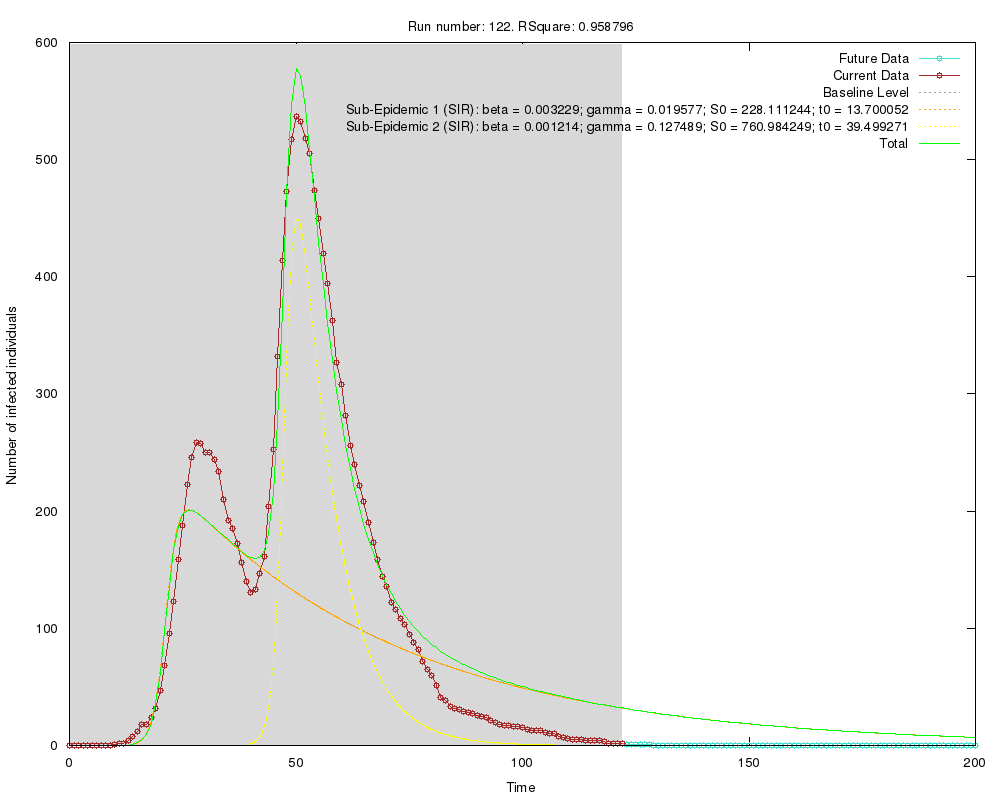 Run number: 122. RSquare: 0.958796
600
500
400
300
200
100
0
Number of infected individuals
Future Data
Current Data
Baseline Level
Sub-Epidemic 1 (SIR): beta = 0.003229; gamma = 0.019577; S0 = 228.111244; t0 = 13.700052
Sub-Epidemic 2 (SIR): beta = 0.001214; gamma = 0.127489; S0 = 760.984249; t0 = 39.499271
Total
0
50
100
150
200
Time